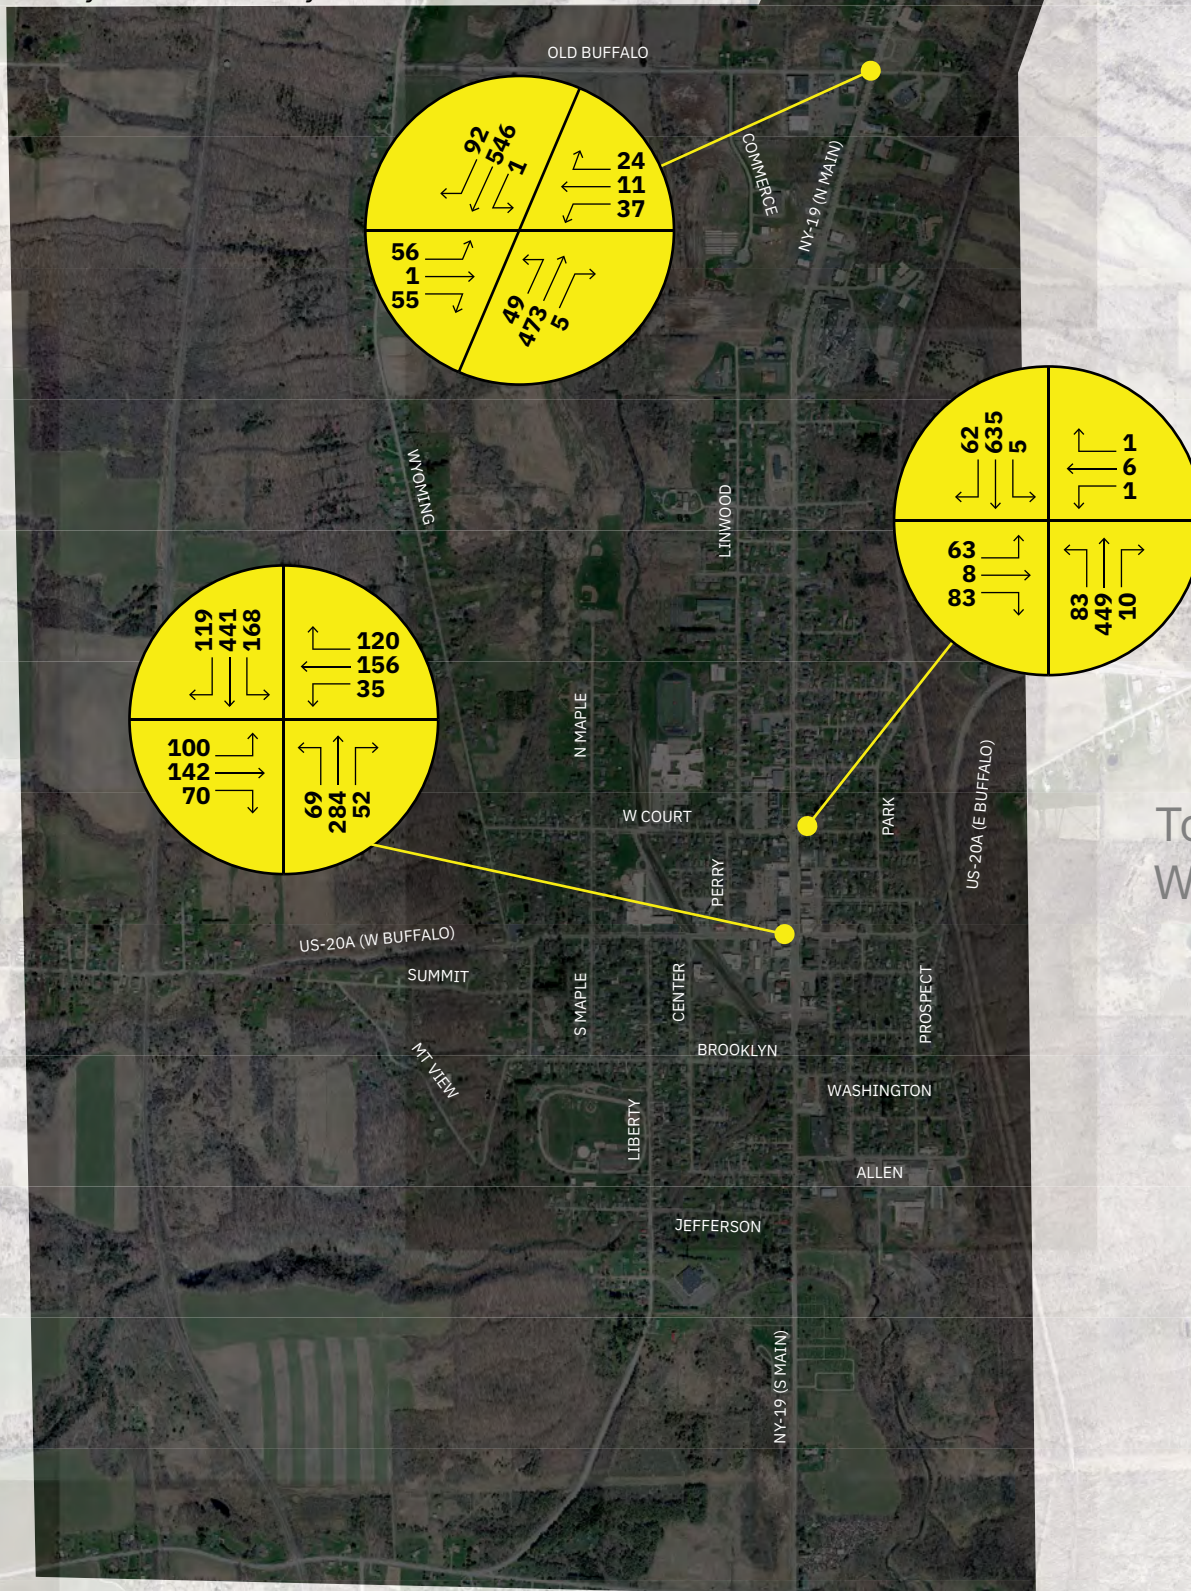 OLD BUFFALO
COMMERCE
NY-19 (N MAIN)
92
546
1
24
11
37
56
1
55
49
473
5
WYOMING
LINWOOD
62
635
5
1
6
1
63
8
83
83
449
10
119
441
168
120
156
35
100
142
70
69
284
52
N MAPLE
W COURT
PARK
US-20A (E BUFFALO)
PERRY
US-20A (W BUFFALO)
SUMMIT
S MAPLE
CENTER
PROSPECT
BROOKLYN
MT VIEW
WASHINGTON
LIBERTY
ALLEN
JEFFERSON
NY-19 (S MAIN)